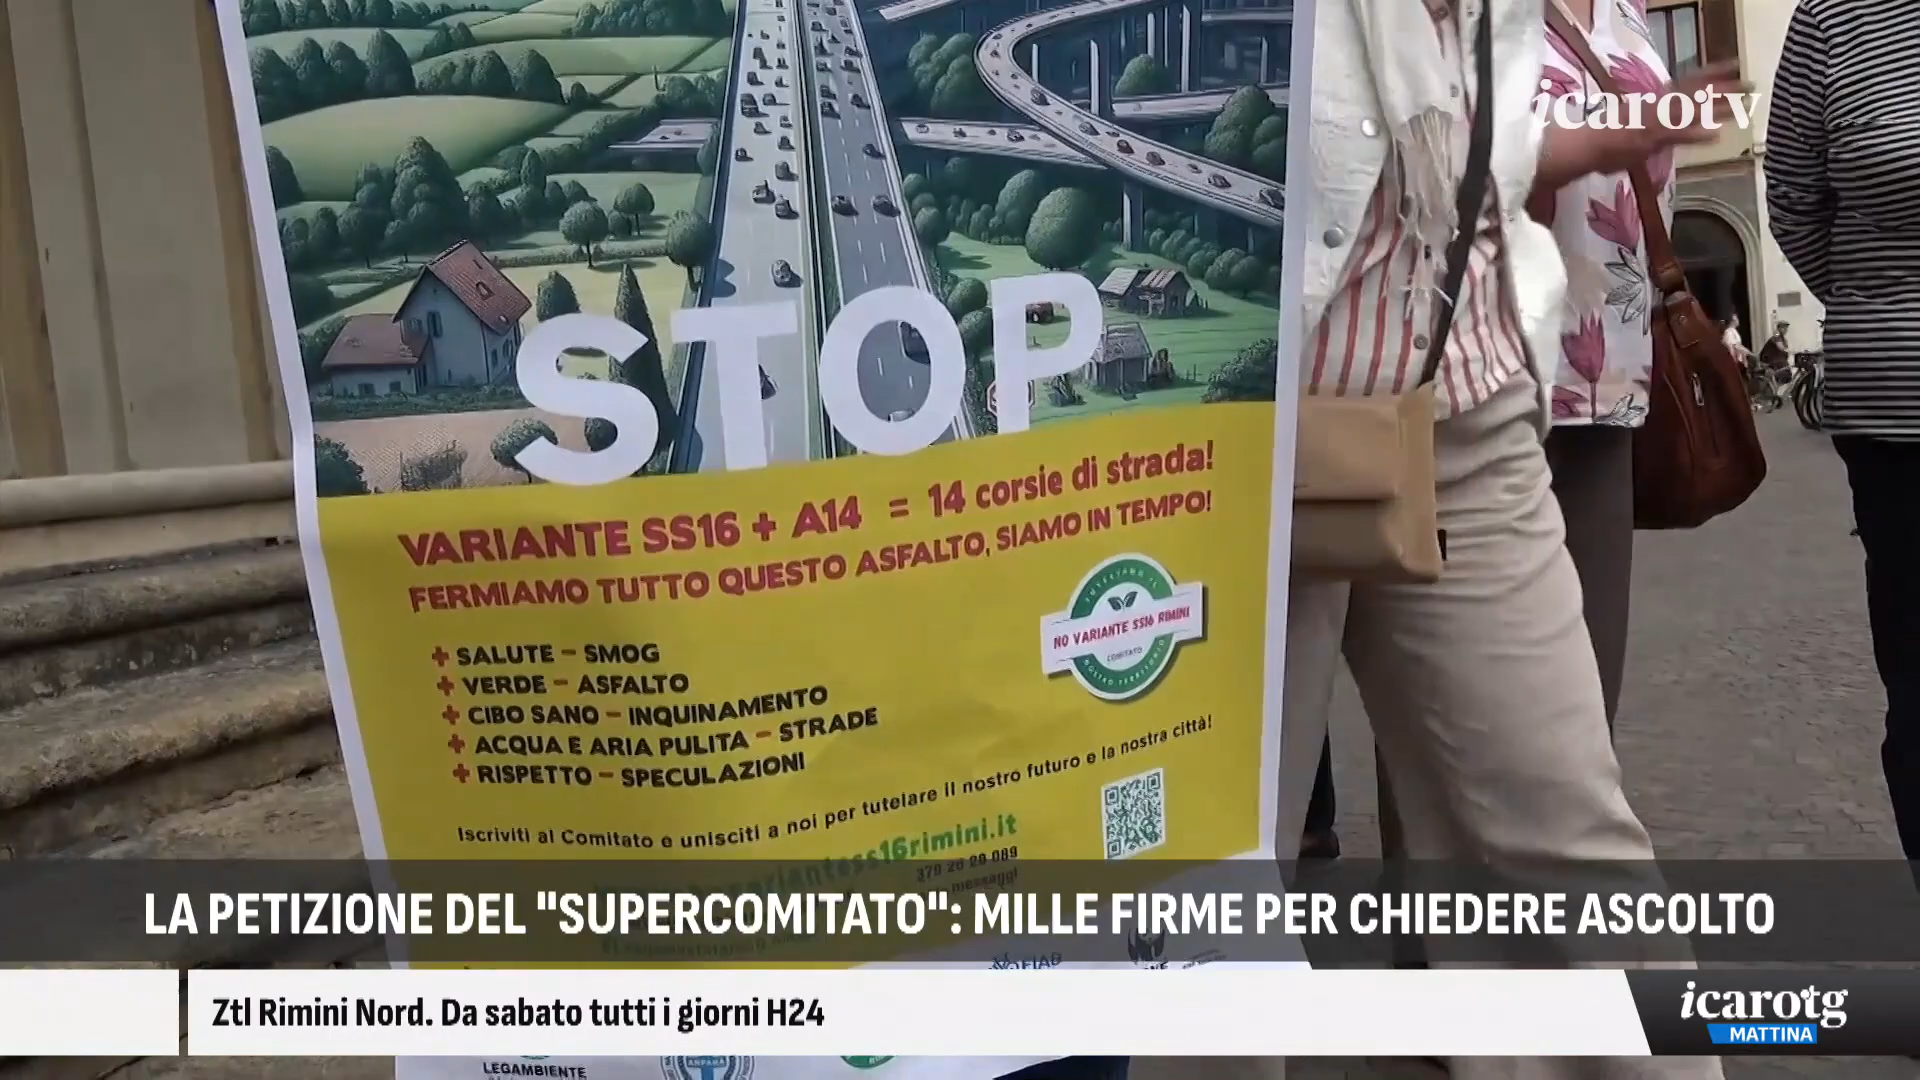 icarotv
STOP
VARIANTE SS16 + A14 = 14 corsie di strada!
FERMIAMO TUTTO QUESTO ASFALTO, SIAMO IN TEMPO!
NO VARIANTE SS16 RIMINI
COMITATO
+ SALUTE - SMOG
+ VERDE - ASFALTO
+ CIBO SANO - INQUINAMENTO
+ ACQUA E ARIA PULITA - STRADE
+ RISPETTO - SPECULAZIONI
Iscriviti al Comitato e unisciti a noi per tutelare il nostro futuro e la nostra città!
LA PETIZIONE DEL "SUPERCOMITATO": MILLE FIRME PER CHIEDERE ASCOLTO
FIAB
Ztl Rimini Nord. Da sabato tutti i giorni H24
icarotg
MATTINA
LEGAMBIENTE